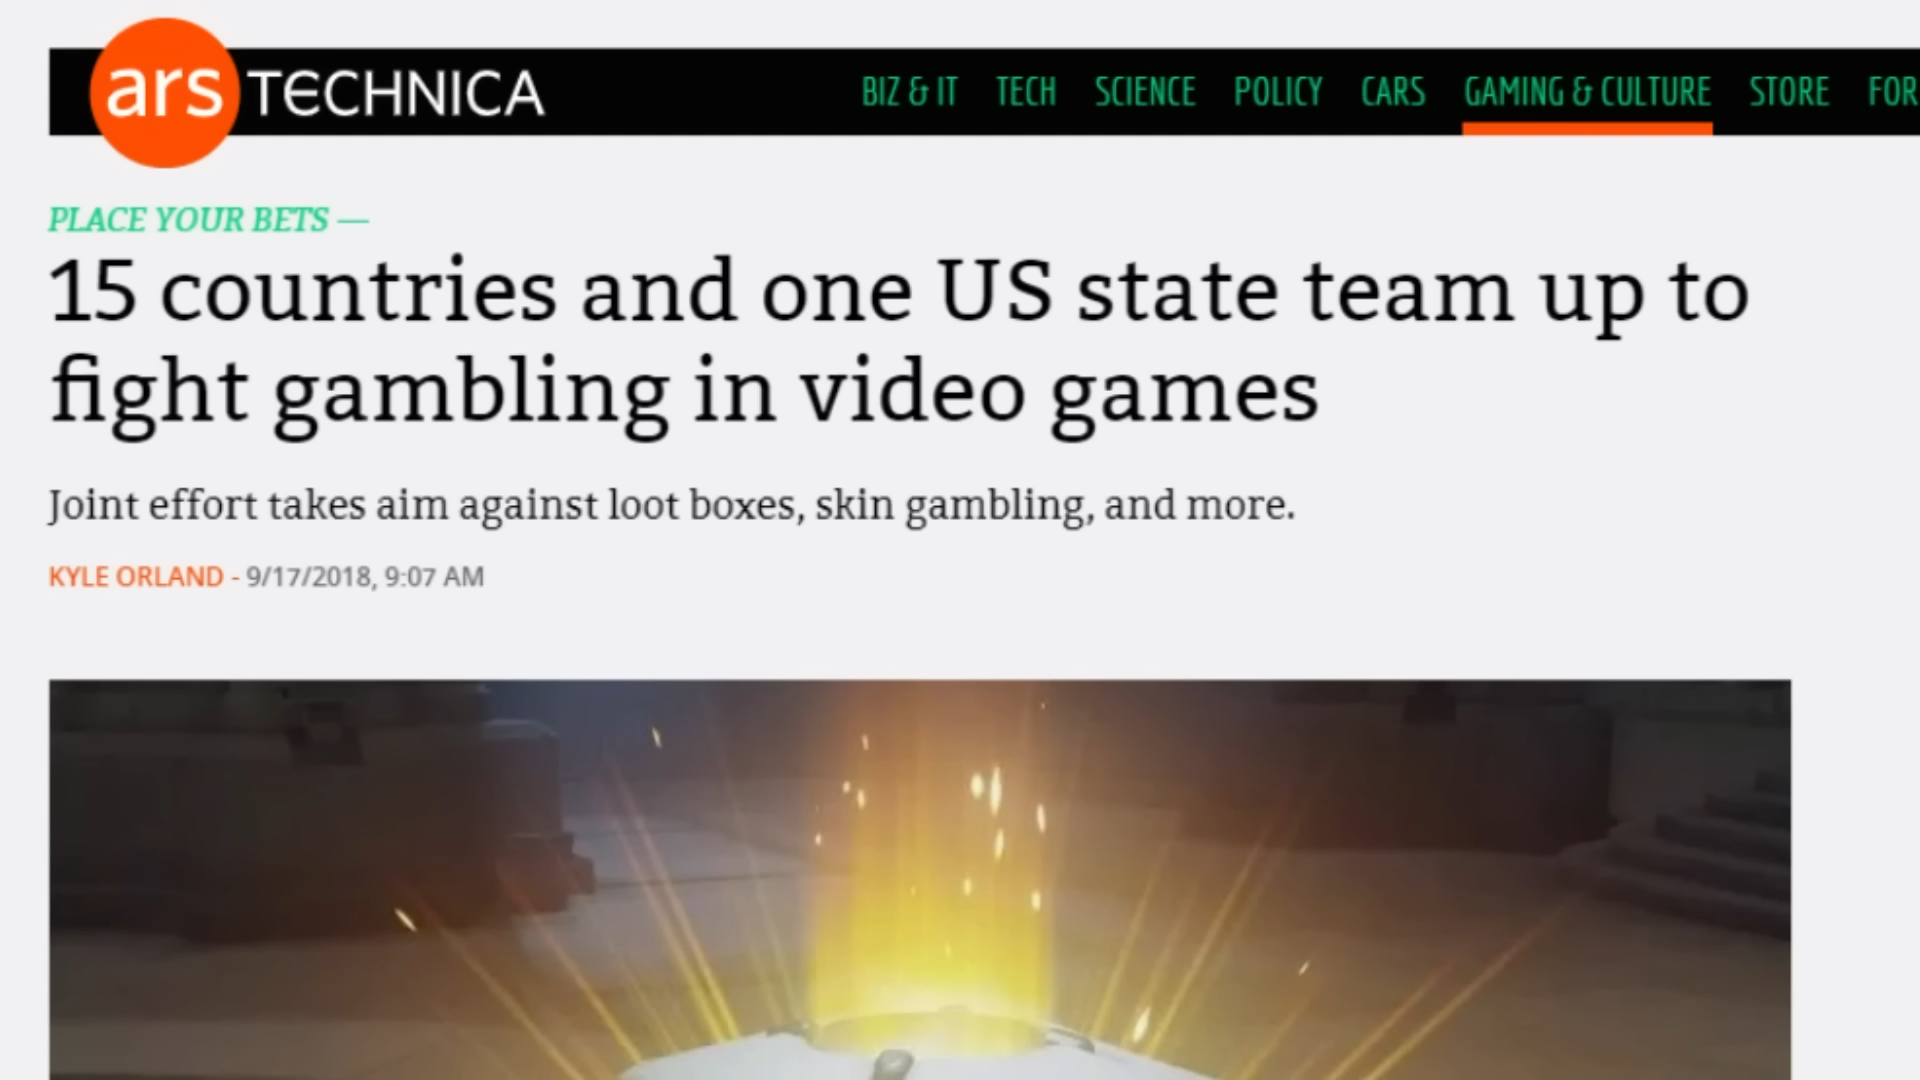 ars TECHNICA
BIZ & IT TECH SCIENCE POLICY CARS GAMING & CULTURE STORE FOR
PLACE YOUR BETS —
15 countries and one US state team up to
fight gambling in video games
Joint effort takes aim against loot boxes, skin gambling, and more.
KYLE ORLAND - 9/17/2018, 9:07 AM